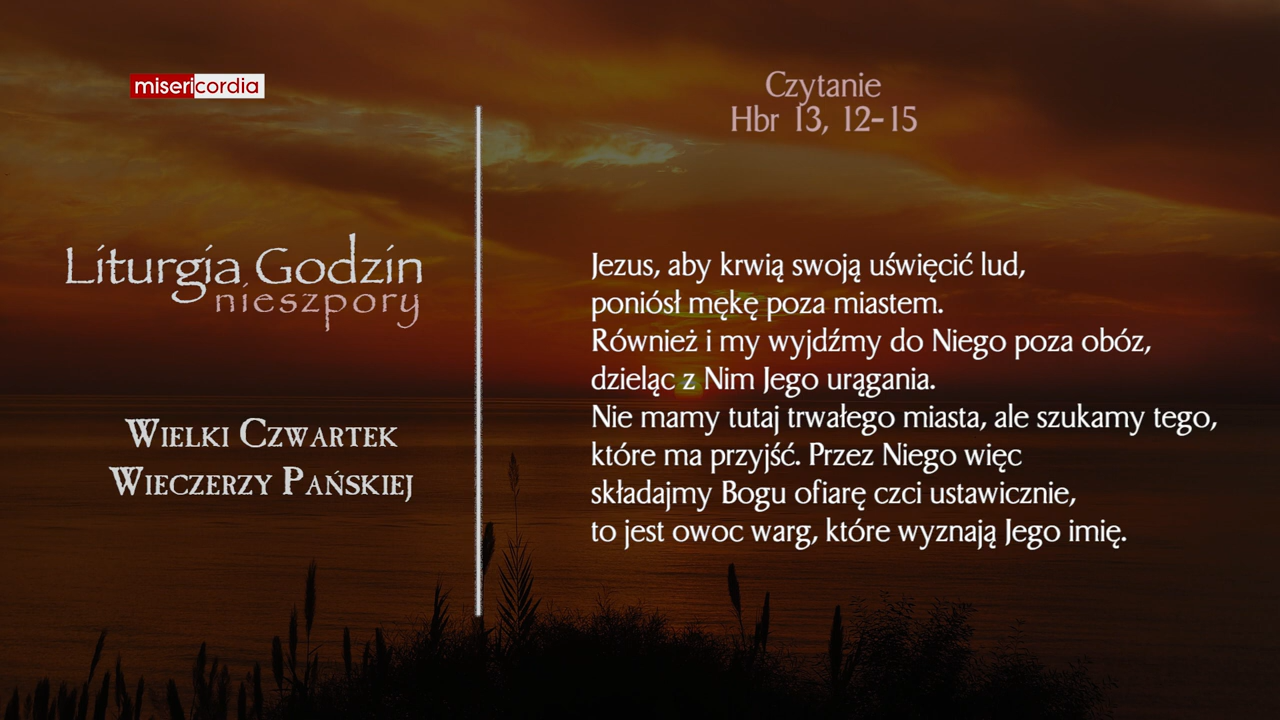 misericordia
Liturgia Godzin
nieszpory
Wielki Czwartek
Wieczerzy Pańskiej
Czytanie
Hbr 13, 12-15
Jezus, aby krwią swoją uświęcić lud,
poniósł mękę poza miastem.
Również i my wyjdźmy do Niego poza obóz,
dzieląc z Nim Jego urągania.
Nie mamy tutaj trwałego miasta, ale szukamy tego,
które ma przyjść. Przez Niego więc
składajmy Bogu ofiarę czci ustawicznie,
to jest owoc warg, które wyznają Jego imię.